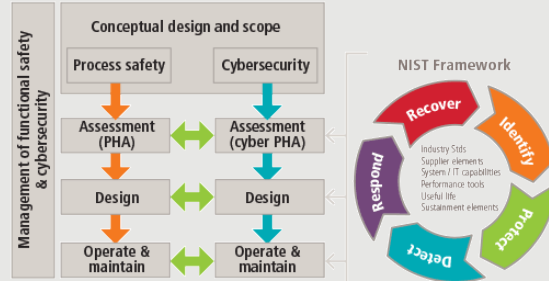 Management of functional safety
& cybersecurity
Conceptual design and scope
Process safety
Cybersecurity
Assessment
(PHA)
Assessment
(cyber PHA)
Design
Design
Operate &
maintain
Operate &
maintain
NIST Framework
Recover
Identify
Protect
Detect
Respond
Industry Stds
Supplier elements
System / IT capabilities
Performance tools
Useful life
Sustainment elements